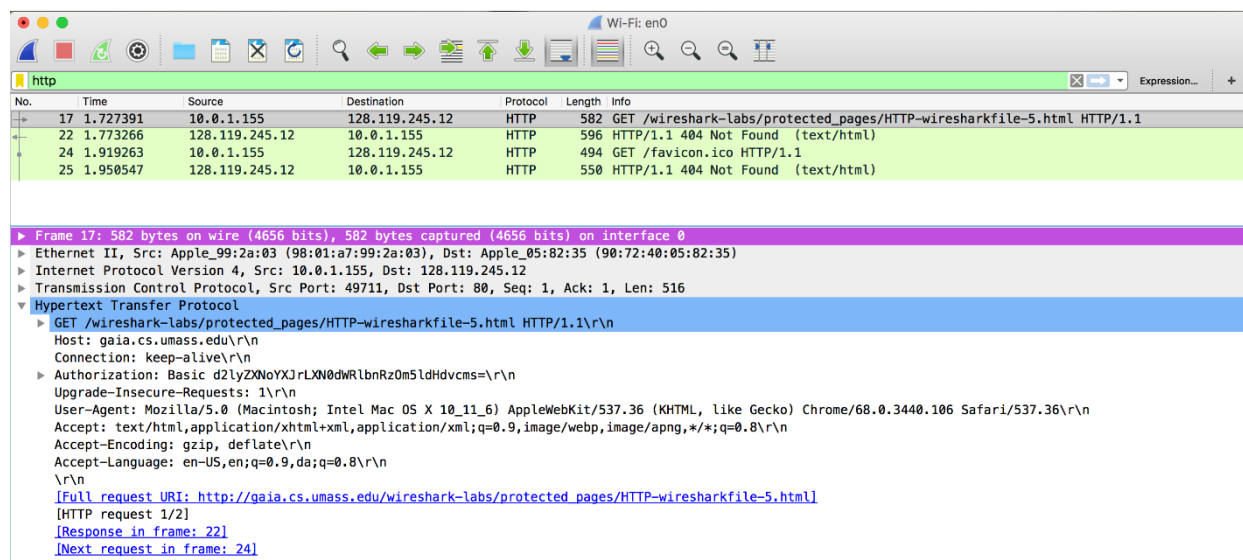 Wi-Fi: en0
http Expression... +
No. Time Source Destination Protocol Length Info
17 1.727391 10.0.1.155 128.119.245.12 HTTP 582 GET /wireshark-labs/protected_pages/HTTP-wiresharkfile-5.html HTTP/1.1
22 1.773266 128.119.245.12 10.0.1.155 HTTP 596 HTTP/1.1 404 Not Found (text/html)
24 1.919263 10.0.1.155 128.119.245.12 HTTP 494 GET /favicon.ico HTTP/1.1
25 1.950547 128.119.245.12 10.0.1.155 HTTP 550 HTTP/1.1 404 Not Found (text/html)
Frame 17: 582 bytes on wire (4656 bits), 582 bytes captured (4656 bits) on interface 0
Ethernet II, Src: Apple_99:2a:03 (98:01:a7:99:2a:03), Dst: Apple_05:82:35 (90:72:40:05:82:35)
Internet Protocol Version 4, Src: 10.0.1.155, Dst: 128.119.245.12
Transmission Control Protocol, Src Port: 49711, Dst Port: 80, Seq: 1, Ack: 1, Len: 516
Hypertext Transfer Protocol
GET /wireshark-labs/protected_pages/HTTP-wiresharkfile-5.html HTTP/1.1\r\n
Host: gaia.cs.umass.edu\r\n
Connection: keep-alive\r\n
Authorization: Basic d2lyZXNoYXJrLXN0dWRlbnRzOm5ldHdvcms=\r\n
Upgrade-Insecure-Requests: 1\r\n
User-Agent: Mozilla/5.0 (Macintosh; Intel Mac OS X 10_11_6) AppleWebKit/537.36 (KHTML, like Gecko) Chrome/68.0.3440.106 Safari/537.36\r\n
Accept: text/html,application/xhtml+xml,application/xml;q=0.9,image/webp,image/apng,*/*;q=0.8\r\n
Accept-Encoding: gzip, deflate\r\n
Accept-Language: en-US,en;q=0.9,da;q=0.8\r\n
\r\n
[Full request URI: http://gaia.cs.umass.edu/wireshark-labs/protected_pages/HTTP-wiresharkfile-5.html]
[HTTP request 1/2]
[Response in frame: 22]
[Next request in frame: 24]